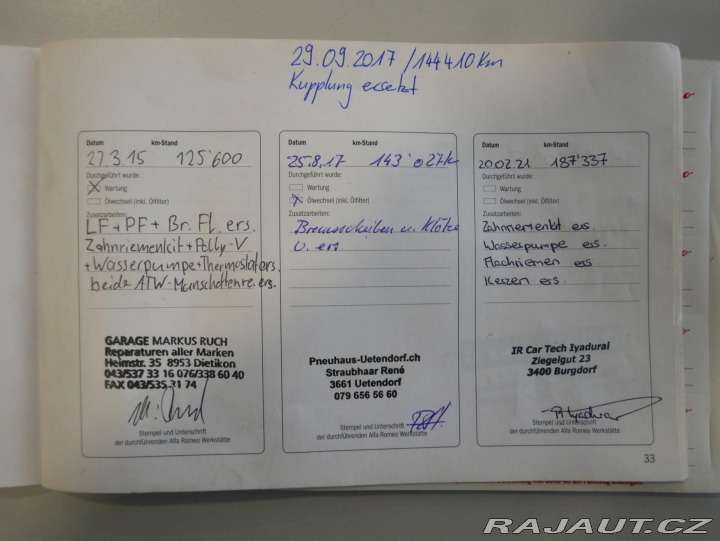 29.09.2017 / 144410 Km
Kupplung ersetzt
Datum km-Stand
27.3.15 125'600
Durchgeführt wurde:
Wartung
Ölwechsel (inkl. Ölfilter)
Zusatzarbeiten:
LF + PF + Br. Fl. ers.
Zahnriemenkit + Polly-V
+ Wasserpumpe + Thermostat ers.
beide ATW-Manschetten re. ers.
GARAGE MARKUS RUCH
Reparaturen aller Marken
Heimstr. 35 8953 Dietikon
043/537 33 16 076/338 60 40
FAX 043/535 31 74
Stempel und Unterschrift
der durchführenden Alfa Romeo Werkstätte
Datum km-Stand
25.8.17 143'027k
Durchgeführt wurde:
Wartung
Ölwechsel (inkl. Ölfilter)
Zusatzarbeiten:
Bremsscheiben u. Klötze
v. ers.
Pneuhaus-Uetendorf.ch
Straubhaar René
3661 Uetendorf
079 656 56 60
Stempel und Unterschrift
der durchführenden Alfa Romeo Werkstätte
Datum km-Stand
20.02.21 187'337
Durchgeführt wurde:
Wartung
Ölwechsel (inkl. Ölfilter)
Zusatzarbeiten:
Zahnriemenkit ers.
Wasserpumpe ers.
Flachriemen ers
Kerzen ers.
IR Car Tech Iyadural
Ziegelgut 23
3400 Burgdorf
Stempel und Unterschrift
der durchführenden Alfa Romeo Werkstätte
33
RAJAUT.CZ